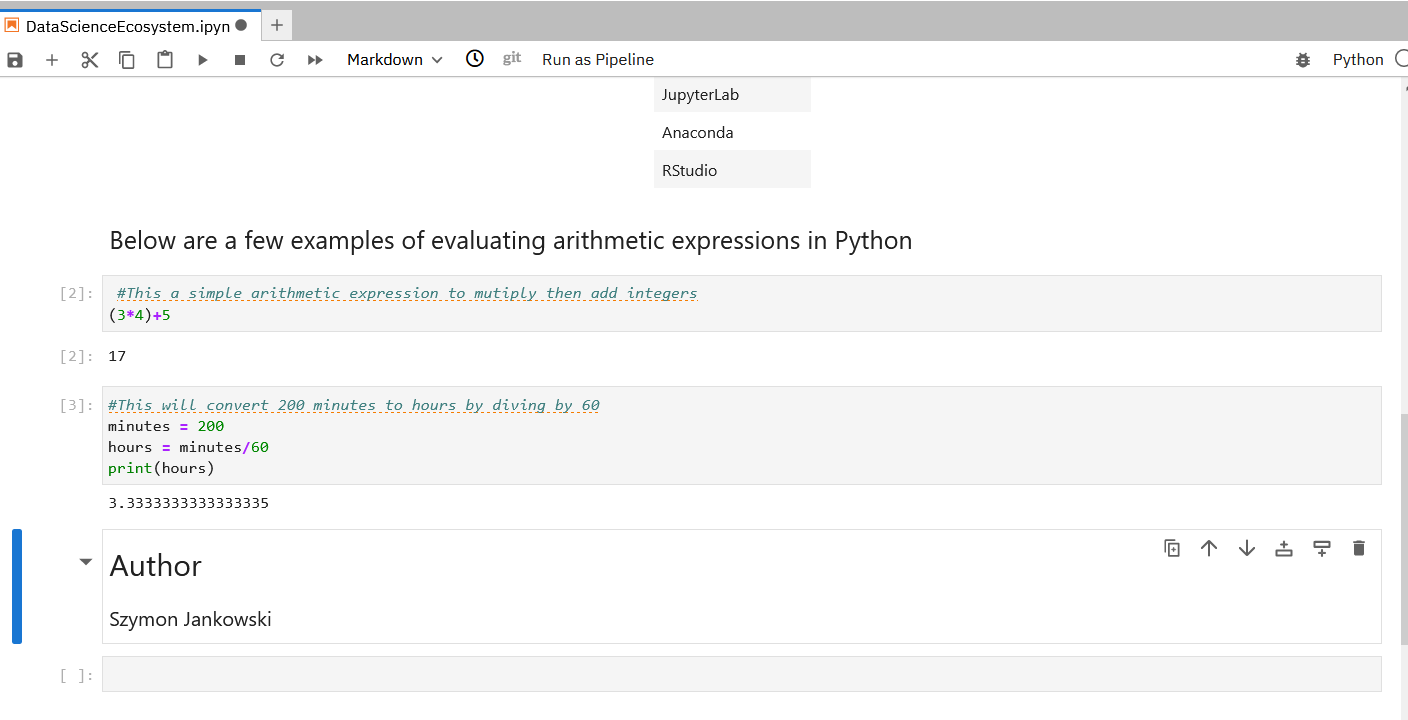 DataScienceEcosystem.ipyn
Markdown git Run as Pipeline Python
JupyterLab
Anaconda
RStudio
Below are a few examples of evaluating arithmetic expressions in Python
[2]: #This a simple arithmetic expression to mutiply then add integers
(3*4)+5
[2]: 17
[3]: #This will convert 200 minutes to hours by diving by 60
minutes = 200
hours = minutes/60
print(hours)
3.3333333333333335
Author
Szymon Jankowski
[ ]: